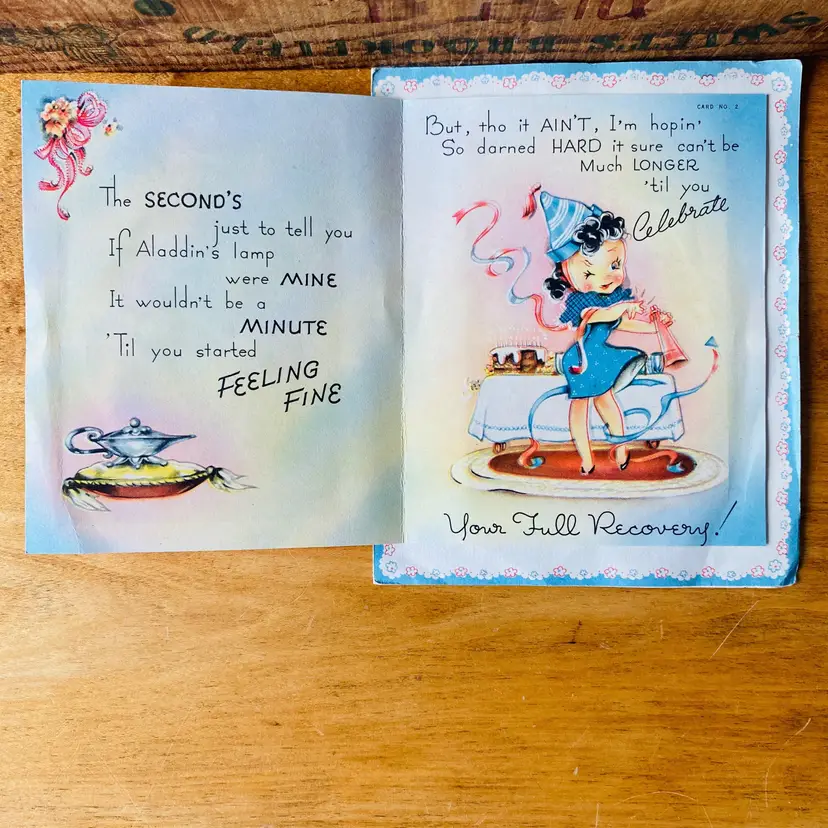 The SECOND'S
just to tell you
If Aladdin's lamp
were MINE
It wouldn't be a
MINUTE
'Til you started
FEELING
FINE
CARD NO. 2
But, tho it AIN'T, I'm hopin'
So darned HARD it sure can't be
Much LONGER
'til you
Celebrate
Your Full Recovery!